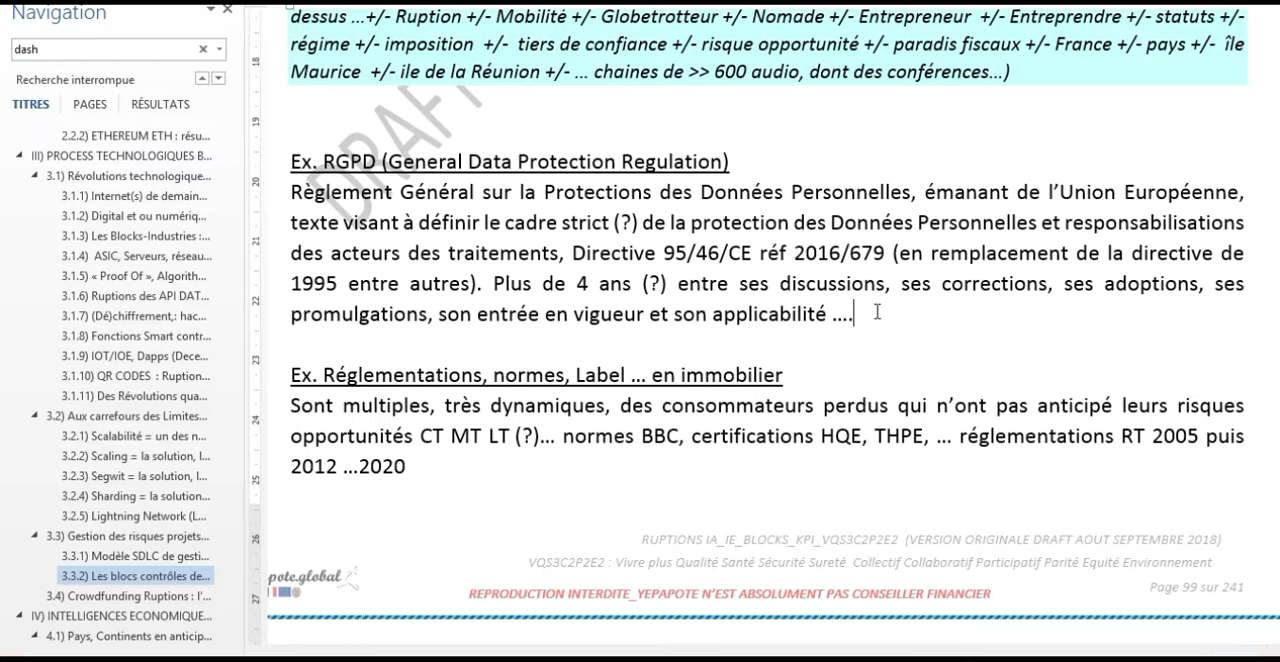 Navigation
dash
Recherche interrompue
TITRES PAGES RÉSULTATS
2.2.2) ETHEREUM ETH : résu...
III) PROCESS TECHNOLOGIQUES B...
3.1) Révolutions technologique...
3.1.1) Internet(s) de demain...
3.1.2) Digital et ou numériq...
3.1.3) Les Blocks-Industries :...
3.1.4) ASIC, Serveurs, réseau...
3.1.5) « Proof Of », Algorith...
3.1.6) Ruptions des API DAT...
3.1.7) (Dé)chiffrement,: hac...
3.1.8) Fonctions Smart contr...
3.1.9) IOT/IOE, Dapps (Dece...
3.1.10) QR CODES : Ruption...
3.1.11) Des Révolutions qua...
3.2) Aux carrefours des Limites...
3.2.1) Scalabilité = un des n...
3.2.2) Scaling = la solution, l...
3.2.3) Segwit = la solution, l...
3.2.4) Sharding = la solution...
3.2.5) Lightning Network (L...
3.3) Gestion des risques projets...
3.3.1) Modèle SDLC de gesti...
3.3.2) Les blocs contrôles de...
3.4) Crowdfunding Ruptions : l'...
IV) INTELLIGENCES ECONOMIQUE...
4.1) Pays, Continents en anticip...
18
19
20
21
22
23
24
25
26
27
dessus ...+/- Ruption +/- Mobilité +/- Globetrotteur +/- Nomade +/- Entrepreneur +/- Entreprendre +/- statuts +/-
régime +/- imposition +/- tiers de confiance +/- risque opportunité +/- paradis fiscaux +/- France +/- pays +/- île
Maurice +/- ile de la Réunion +/- ... chaines de >> 600 audio, dont des conférences...)
DRAFT
Ex. RGPD (General Data Protection Regulation)
Règlement Général sur la Protections des Données Personnelles, émanant de l'Union Européenne,
texte visant à définir le cadre strict (?) de la protection des Données Personnelles et responsabilisations
des acteurs des traitements, Directive 95/46/CE réf 2016/679 (en remplacement de la directive de
1995 entre autres). Plus de 4 ans (?) entre ses discussions, ses corrections, ses adoptions, ses
promulgations, son entrée en vigueur et son applicabilité ....
Ex. Réglementations, normes, Label ... en immobilier
Sont multiples, très dynamiques, des consommateurs perdus qui n'ont pas anticipé leurs risques
opportunités CT MT LT (?)... normes BBC, certifications HQE, THPE, ... réglementations RT 2005 puis
2012 ...2020
RUPTIONS IA_IE_BLOCKS_KPI_VQS3C2P2E2 (VERSION ORIGINALE DRAFT AOUT SEPTEMBRE 2018)
VQS3C2P2E2 : Vivre plus Qualité Santé Sécurité Sureté Collectif Collaboratif Participatif Parité Equité Environnement
pote.global
Page 99 sur 241
REPRODUCTION INTERDITE_YEPAPOTE N'EST ABSOLUMENT PAS CONSEILLER FINANCIER